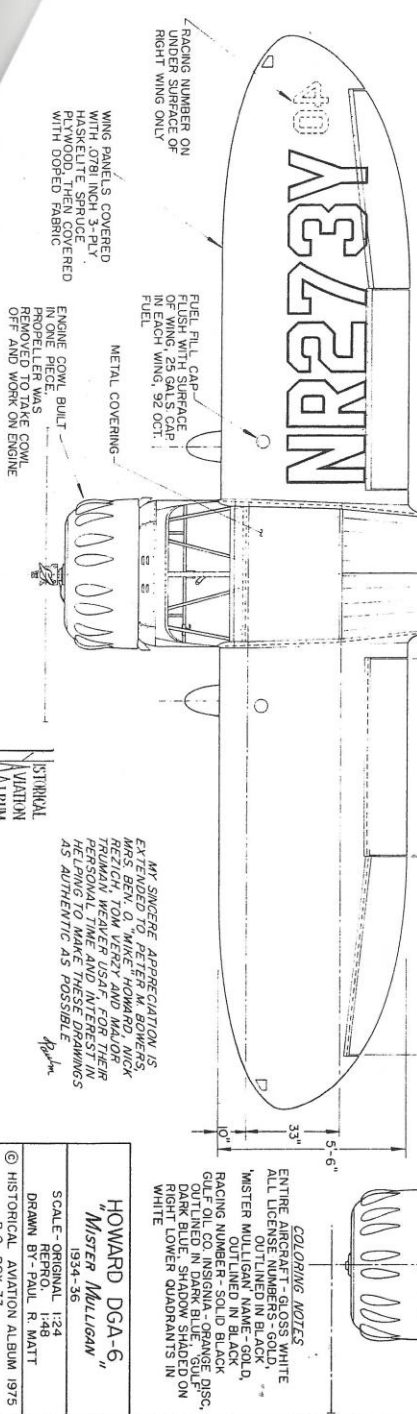 RACING NUMBER ON
UNDER SURFACE OF
RIGHT WING ONLY
40
NR273Y
WING PANELS COVERED
WITH .0781 INCH 3-PLY
HASKELITE SPRUCE
PLYWOOD, THEN COVERED
WITH DOPED FABRIC
FUEL FILL CAP
FLUSH WITH SURFACE
OF WING, 25 GALS CAP.
IN EACH WING, 92 OCT.
FUEL
METAL COVERING
ENGINE COWL BUILT
IN ONE PIECE.
PROPELLER WAS
REMOVED TO TAKE COWL
OFF AND WORK ON ENGINE
ISTORICAL
AVIATION
ALBUM
MY SINCERE APPRECIATION IS
EXTENDED TO PETER M. BOWERS,
MRS. BEN O. "MIKE" HOWARD, NICK
REZICH, TOM VERZY AND MAJOR
TRUMAN WEAVER USAF, FOR THEIR
PERSONAL TIME AND INTEREST IN
HELPING TO MAKE THESE DRAWINGS
AS AUTHENTIC AS POSSIBLE
10"
33"
5'-6"
COLORING NOTES
ENTIRE AIRCRAFT - GLOSS WHITE
ALL LICENSE NUMBERS - GOLD,
OUTLINED IN BLACK
"MISTER MULLIGAN" NAME - GOLD,
OUTLINED IN BLACK
RACING NUMBER - SOLID BLACK
GULF OIL CO. INSIGNIA - ORANGE DISC,
OUTLINED IN DARK BLUE, 'GULF'
DARK BLUE, SHADOW SHADED ON
RIGHT LOWER QUADRANTS IN
WHITE
HOWARD DGA-6
"MISTER MULLIGAN"
1934-36
SCALE - ORIGINAL 1:24
REPRO. 1:48
DRAWN BY - PAUL R. MATT
© HISTORICAL AVIATION ALBUM 1975
P.O. BOX 33